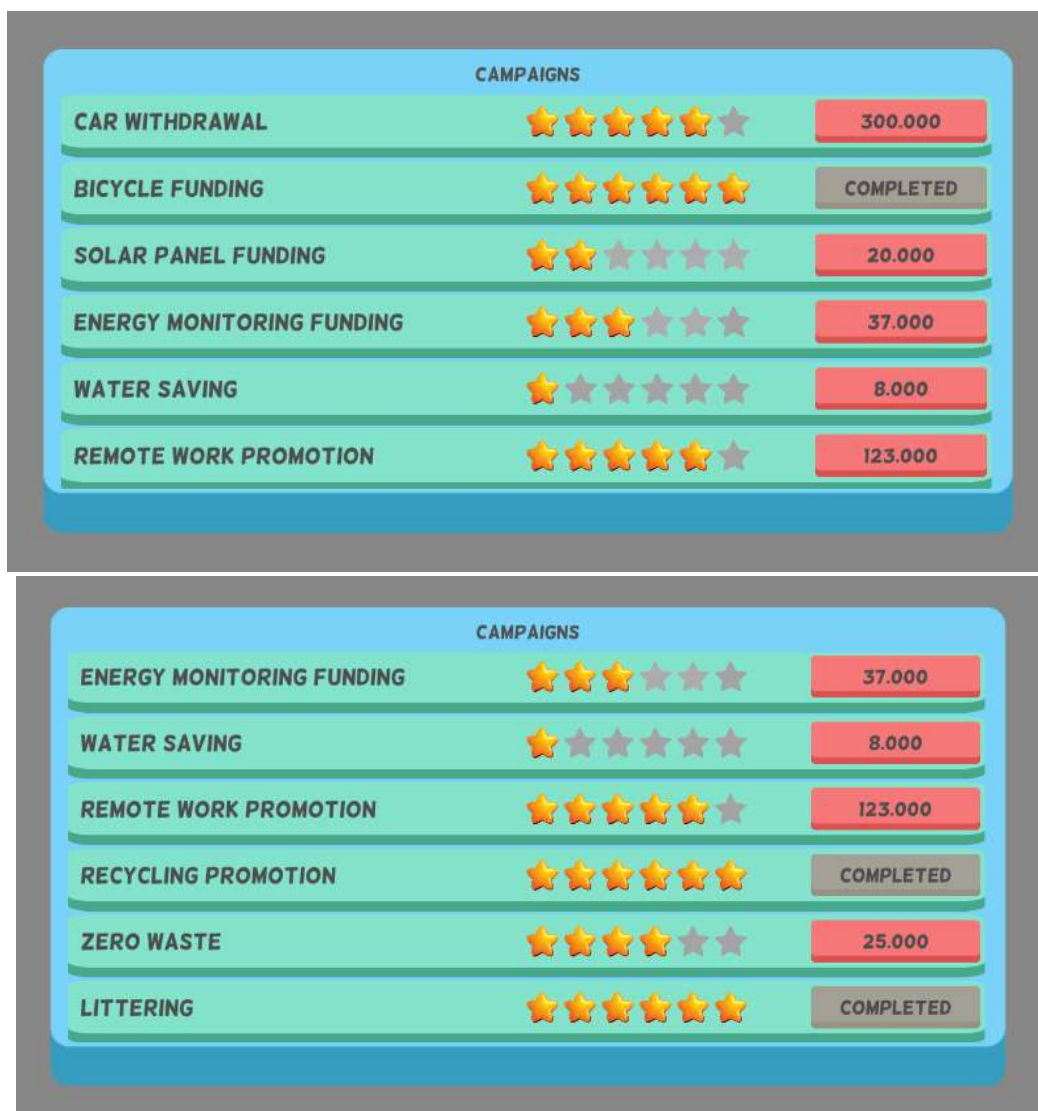 CAMPAIGNS
CAR WITHDRAWAL 300.000
BICYCLE FUNDING COMPLETED
SOLAR PANEL FUNDING 20.000
ENERGY MONITORING FUNDING 37.000
WATER SAVING 8.000
REMOTE WORK PROMOTION 123.000
CAMPAIGNS
ENERGY MONITORING FUNDING 37.000
WATER SAVING 8.000
REMOTE WORK PROMOTION 123.000
RECYCLING PROMOTION COMPLETED
ZERO WASTE 25.000
LITTERING COMPLETED